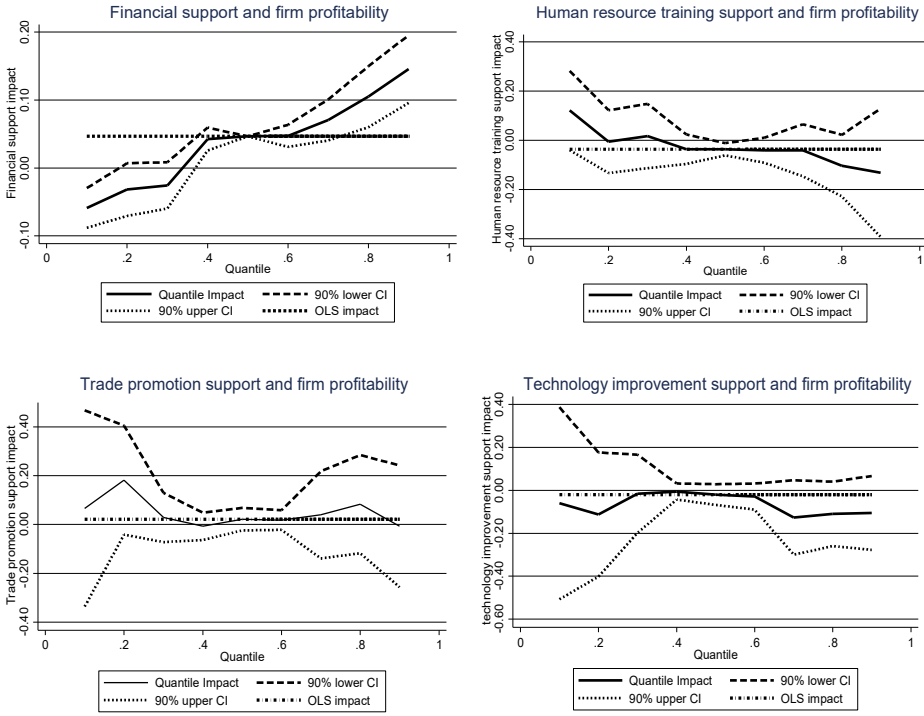 Financial support and firm profitability
Financial support impact
0.20
0.10
0.00
-0.10
0 .2 .4 .6 .8 1
Quantile
Quantile Impact 90% lower CI
90% upper CI OLS impact
Human resource training support and firm profitability
Human resource training support impact
0.40
0.20
0.00
-0.20
-0.40
0 .2 .4 .6 .8 1
Quantile
Quantile Impact 90% lower CI
90% upper CI OLS impact
Trade promotion support and firm profitability
Trade promotion support impact
0.40
0.20
0.00
-0.20
-0.40
0 .2 .4 .6 .8 1
Quantile
Quantile Impact 90% lower CI
90% upper CI OLS impact
Technology improvement support and firm profitability
technology improvement support impact
0.40
0.20
0.00
-0.20
-0.40
-0.60
0 .2 .4 .6 .8 1
Quantile
Quantile Impact 90% lower CI
90% upper CI OLS impact